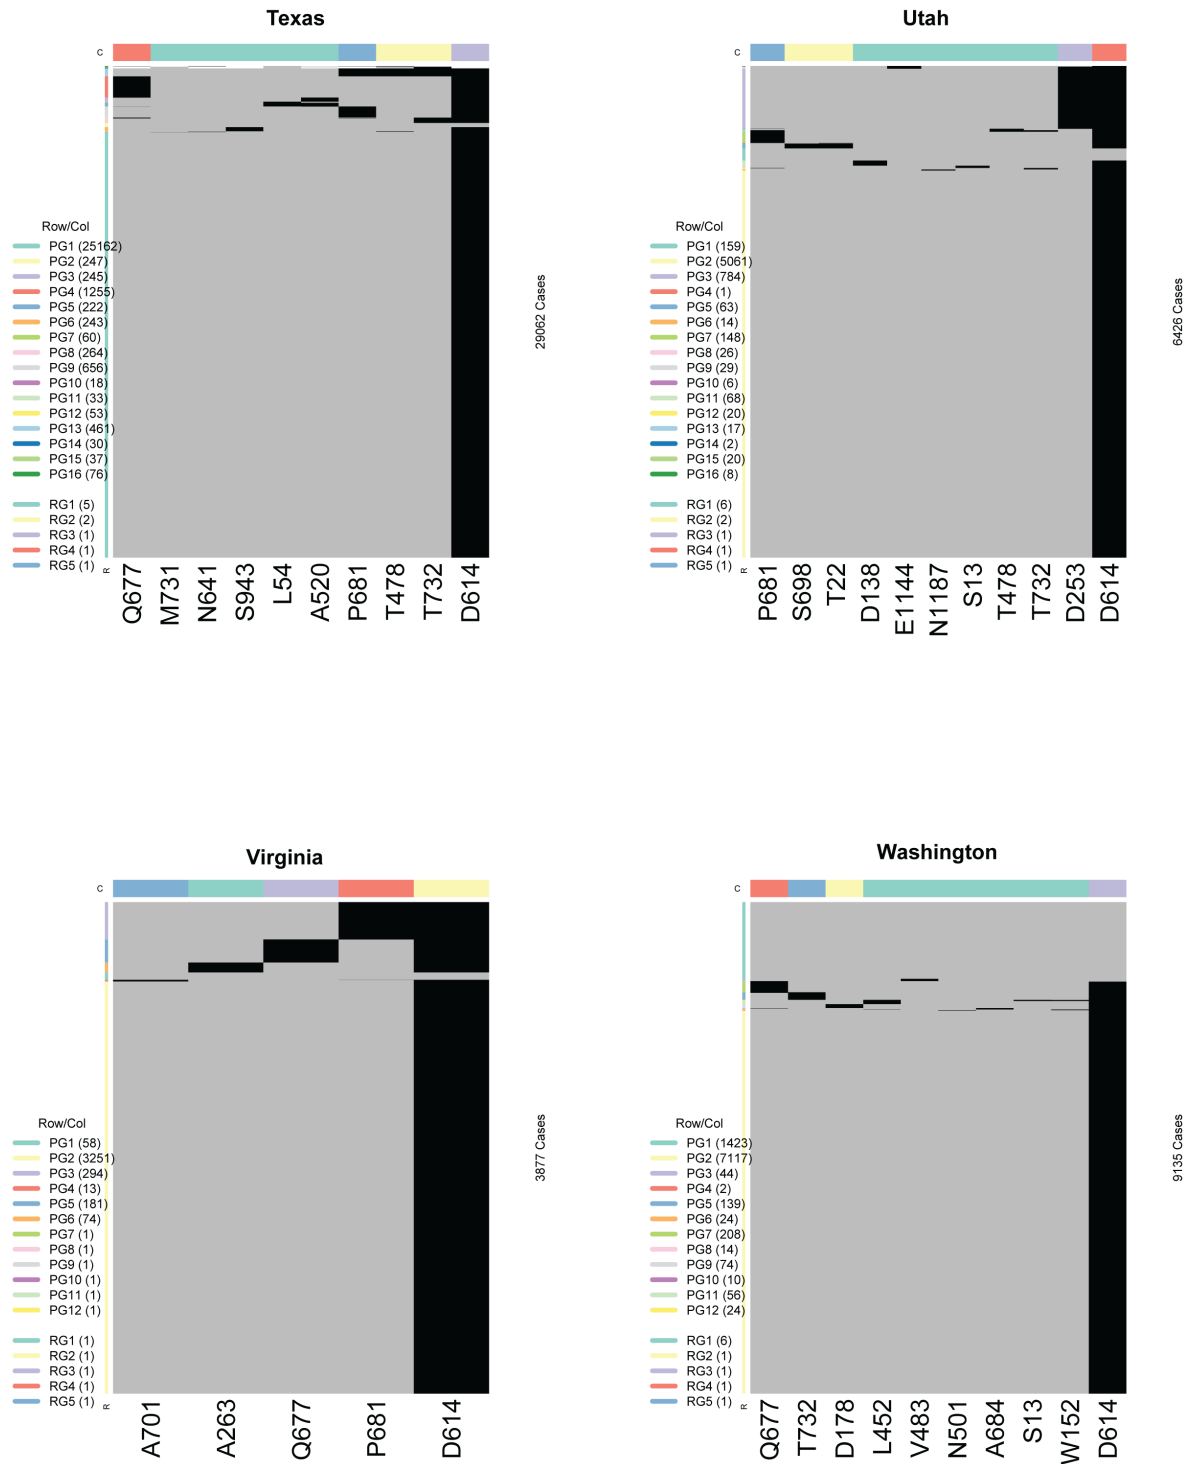 Texas
C
Row/Col
PG1 (25162)
PG2 (247)
PG3 (245)
PG4 (1255)
PG5 (222)
PG6 (243)
PG7 (60)
PG8 (264)
PG9 (656)
PG10 (18)
PG11 (33)
PG12 (53)
PG13 (461)
PG14 (30)
PG15 (37)
PG16 (76)
RG1 (5)
RG2 (2)
RG3 (1)
RG4 (1)
RG5 (1)
R
Q677
M731
N641
S943
L54
A520
P681
T478
T732
D614
29062 Cases
Utah
C
Row/Col
PG1 (159)
PG2 (5061)
PG3 (784)
PG4 (1)
PG5 (63)
PG6 (14)
PG7 (148)
PG8 (26)
PG9 (29)
PG10 (6)
PG11 (68)
PG12 (20)
PG13 (17)
PG14 (2)
PG15 (20)
PG16 (8)
RG1 (6)
RG2 (2)
RG3 (1)
RG4 (1)
RG5 (1)
R
P681
S698
T22
D138
E1144
N1187
S13
T478
T732
D253
D614
6426 Cases
Virginia
C
Row/Col
PG1 (58)
PG2 (3251)
PG3 (294)
PG4 (13)
PG5 (181)
PG6 (74)
PG7 (1)
PG8 (1)
PG9 (1)
PG10 (1)
PG11 (1)
PG12 (1)
RG1 (1)
RG2 (1)
RG3 (1)
RG4 (1)
RG5 (1)
R
A701
A263
Q677
P681
D614
3877 Cases
Washington
C
Row/Col
PG1 (1423)
PG2 (7117)
PG3 (44)
PG4 (2)
PG5 (139)
PG6 (24)
PG7 (208)
PG8 (14)
PG9 (74)
PG10 (10)
PG11 (56)
PG12 (24)
RG1 (6)
RG2 (1)
RG3 (1)
RG4 (1)
RG5 (1)
R
Q677
T732
D178
L452
V483
N501
A684
S13
W152
D614
9135 Cases